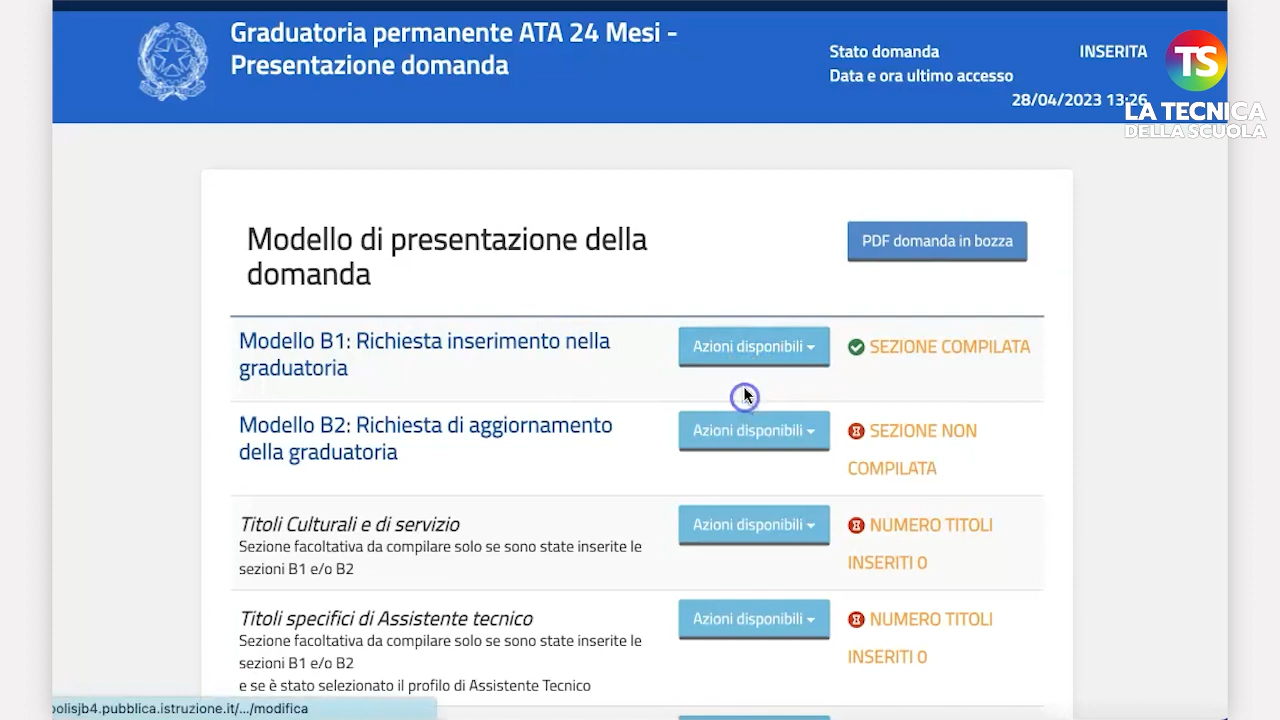 Graduatoria permanente ATA 24 Mesi -
Presentazione domanda
Stato domanda
INSERITA
Data e ora ultimo accesso
28/04/2023 13:26
TS
LA TECNICA
DELLA SCUOLA
Modello di presentazione della
domanda
PDF domanda in bozza
Modello B1: Richiesta inserimento nella
graduatoria
Azioni disponibili
SEZIONE COMPILATA
Modello B2: Richiesta di aggiornamento
della graduatoria
Azioni disponibili
SEZIONE NON
COMPILATA
Titoli Culturali e di servizio
Sezione facoltativa da compilare solo se sono state inserite le
sezioni B1 e/o B2
Azioni disponibili
NUMERO TITOLI
INSERITI 0
Titoli specifici di Assistente tecnico
Sezione facoltativa da compilare solo se sono state inserite le
sezioni B1 e/o B2
e se è stato selezionato il profilo di Assistente Tecnico
Azioni disponibili
NUMERO TITOLI
INSERITI 0
olisjb4.pubblica.istruzione.it/.../modifica